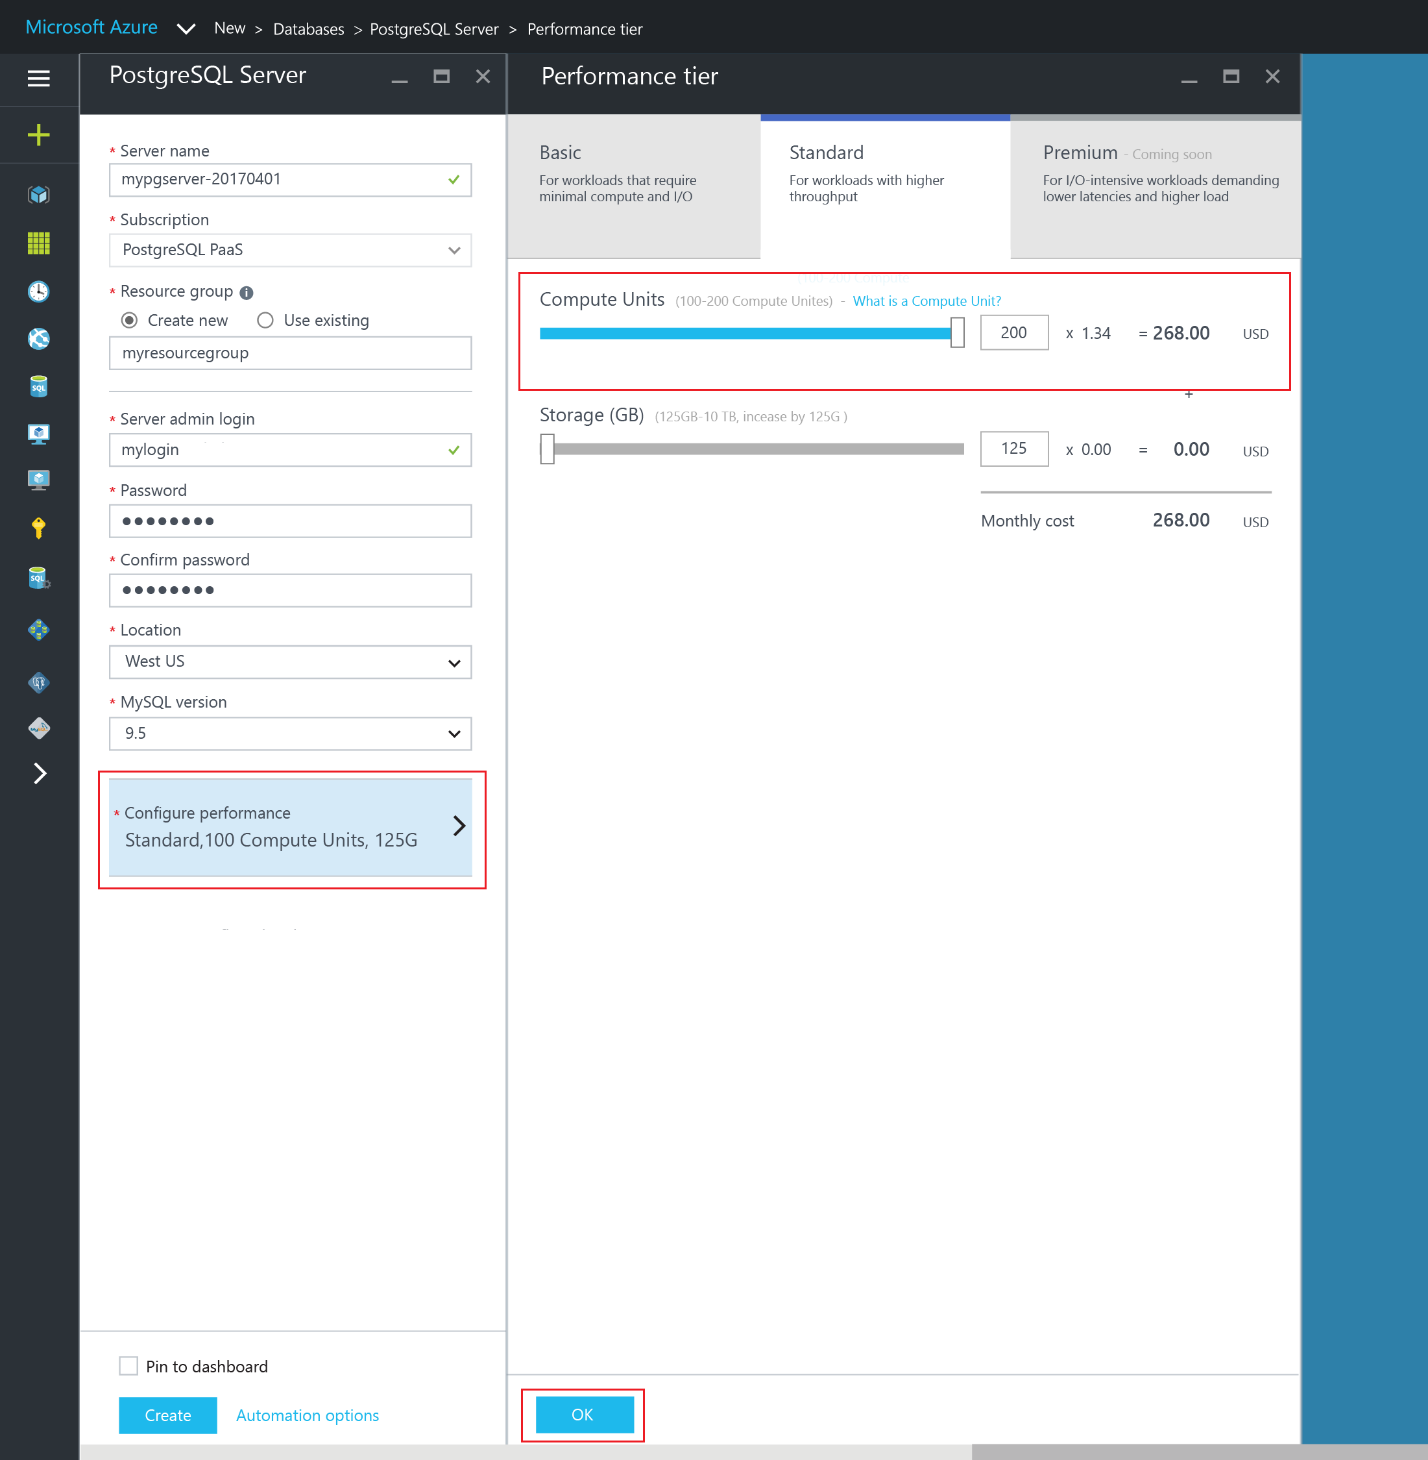 Microsoft Azure New > Databases > PostgreSQL Server > Performance tier
PostgreSQL Server
* Server name
mypgserver-20170401
* Subscription
PostgreSQL PaaS
* Resource group
Create new Use existing
myresourcegroup
* Server admin login
mylogin
* Password
* Confirm password
* Location
West US
* MySQL version
9.5
* Configure performance
Standard,100 Compute Units, 125G
Pin to dashboard
Create Automation options
Performance tier
Basic
For workloads that require
minimal compute and I/O
Standard
For workloads with higher
throughput
Premium - Coming soon
For I/O-intensive workloads demanding
lower latencies and higher load
Compute Units (100-200 Compute Unites) - What is a Compute Unit?
200 x 1.34 = 268.00 USD
+
Storage (GB) (125GB-10 TB, incease by 125G )
125 x 0.00 = 0.00 USD
Monthly cost 268.00 USD
OK